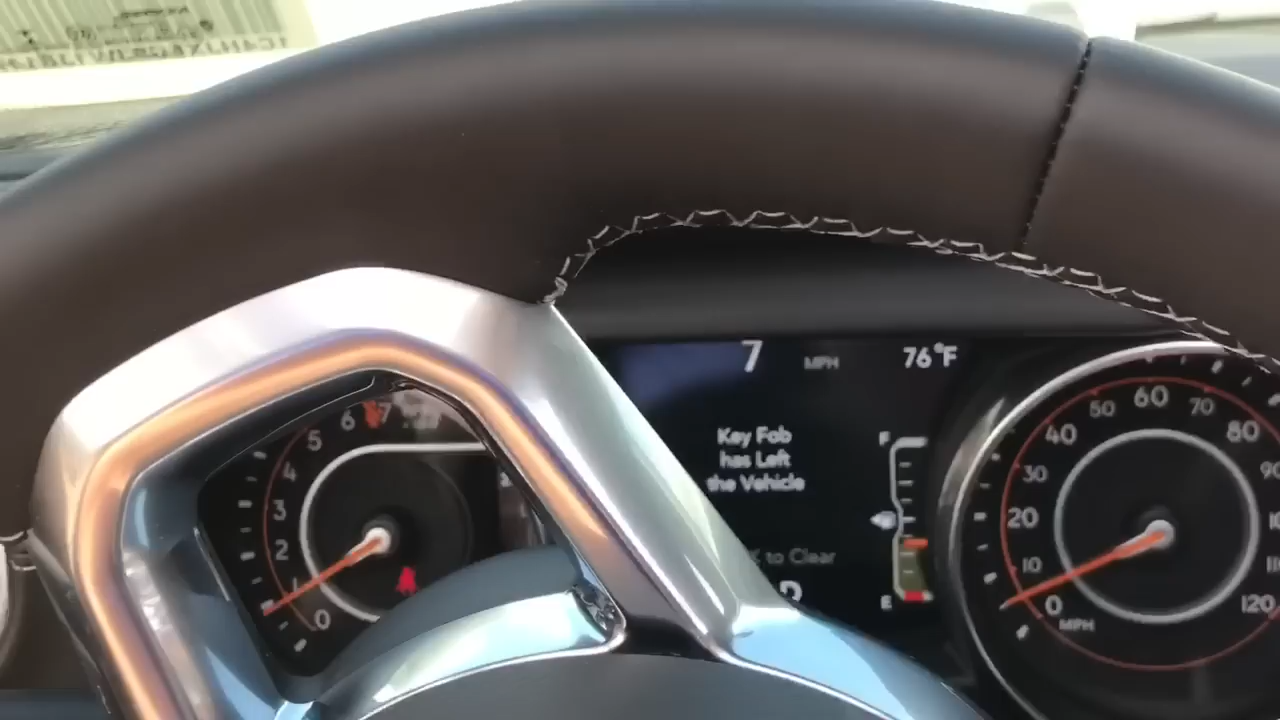 7 MPH 76°F
Key Fob
has Left
the Vehicle
to Clear
F
E
0
1
2
3
4
5
6
7
0
10
20
30
40
50
60
70
80
120
MPH